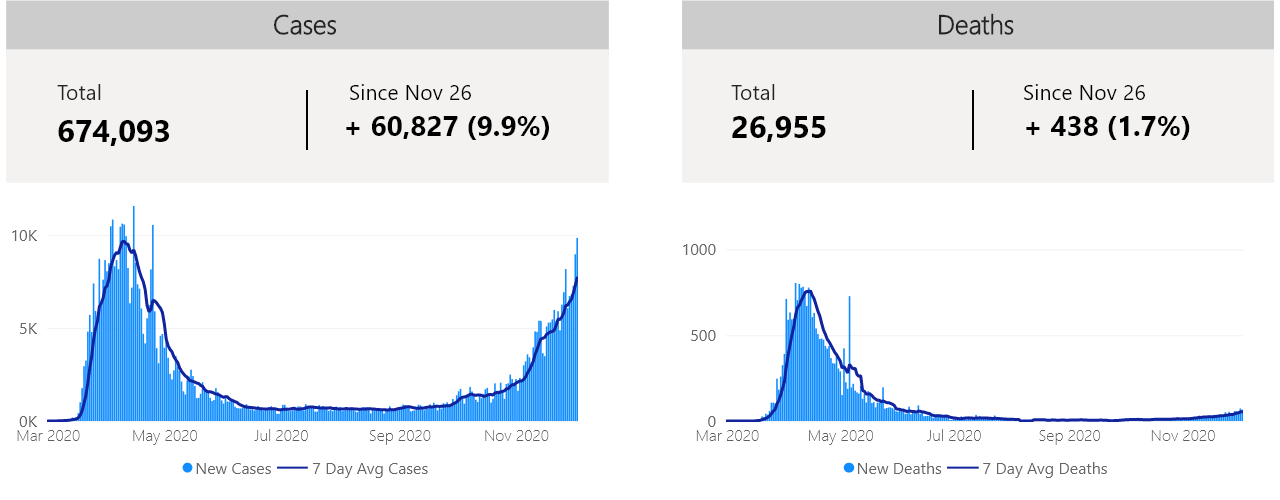 Cases
Total
Since Nov 26
674,093
+ 60,827 (9.9%)
10K
5K
0K
Mar 2020 May 2020 Jul 2020 Sep 2020 Nov 2020
New Cases 7 Day Avg Cases
Deaths
Total
Since Nov 26
26,955
+ 438 (1.7%)
1000
500
0
Mar 2020 May 2020 Jul 2020 Sep 2020 Nov 2020
New Deaths 7 Day Avg Deaths